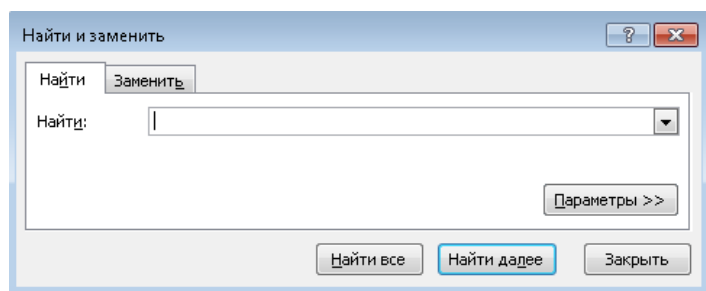 Найти и заменить
Найти Заменить
Найти:
Параметры >>
Найти все Найти далее Закрыть